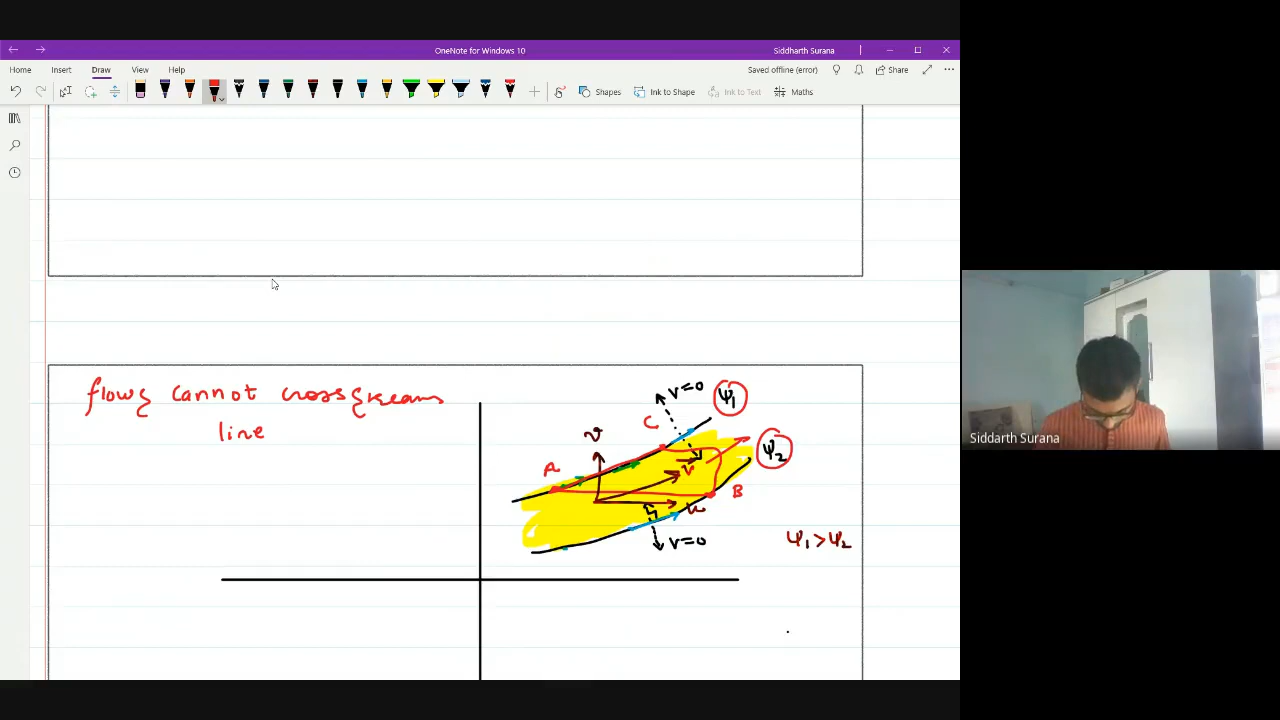 OneNote for Windows 10
Siddharth Surana
Home
Insert
Draw
View
Help
Saved offline (error)
Share
Shapes
Ink to Shape
Ink to Text
Maths
flow cannot cross stream
line
V=0
ψ1
ψ2
C
v
A
V
B
u
V=0
ψ1 > ψ2
Siddarth Surana